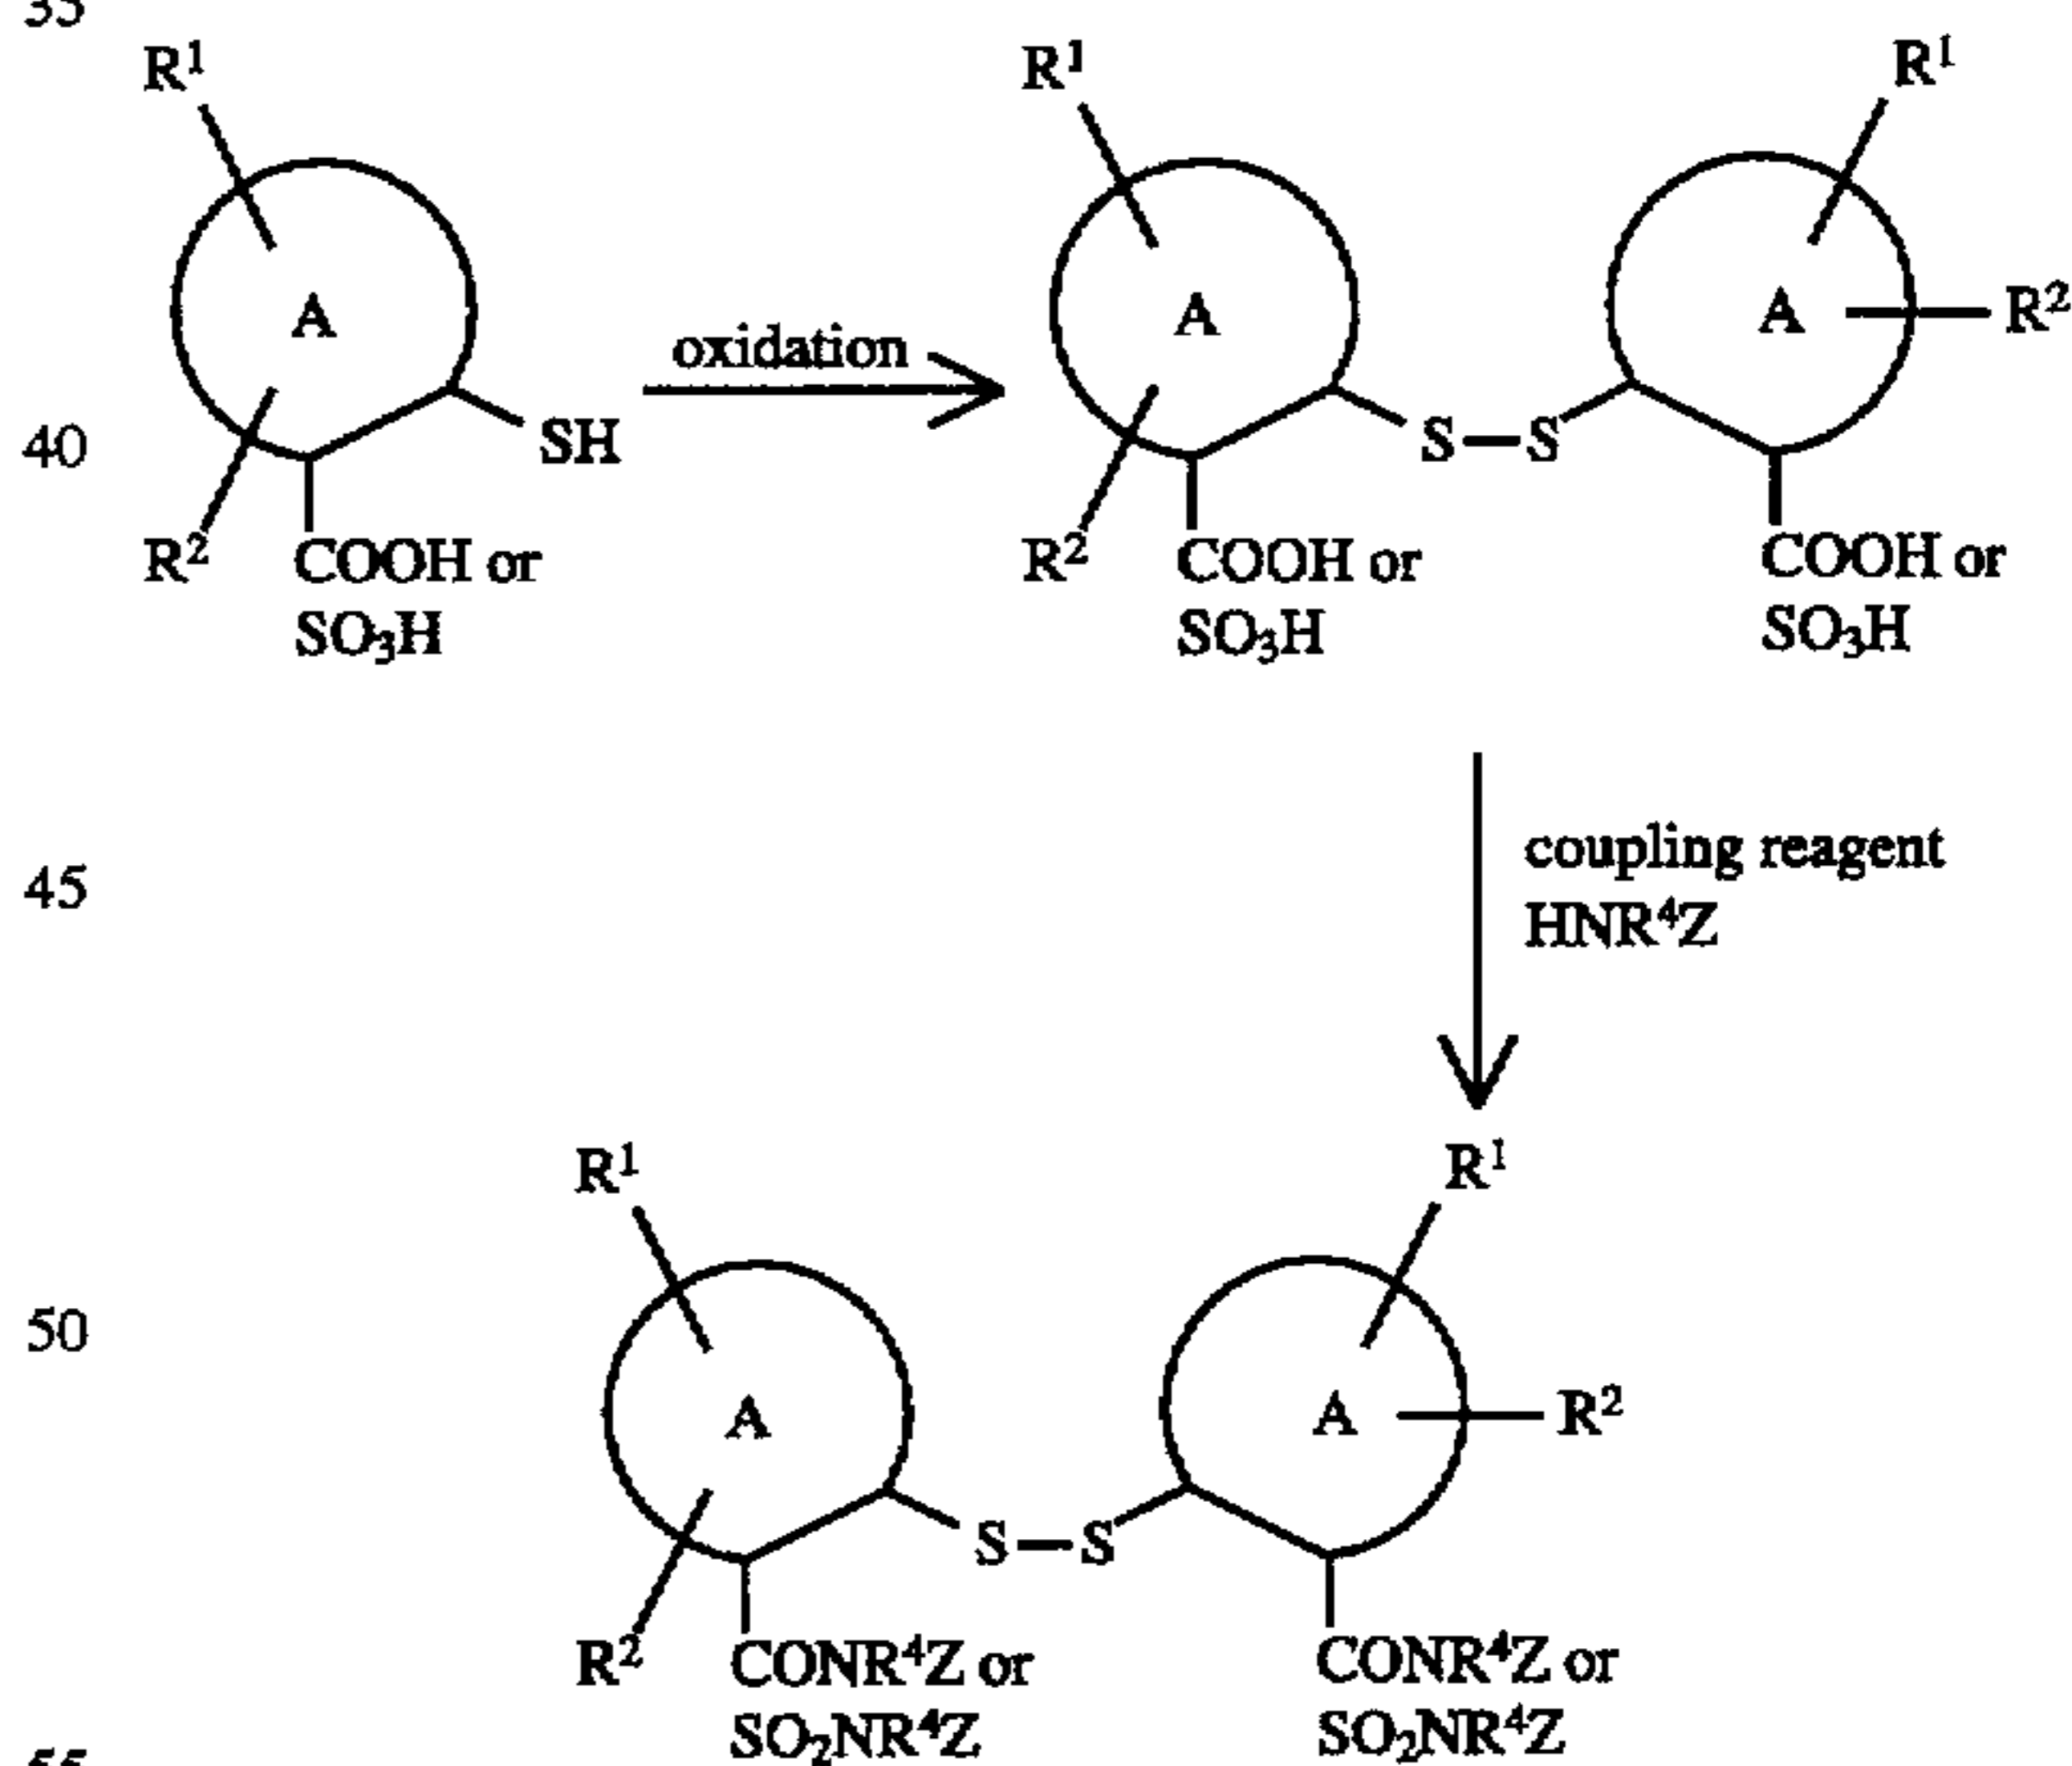 35
R¹ R¹ R¹
A A A R²
oxidation
40 SH S—S
R² COOH or R² COOH or COOH or
SO₃H SO₃H SO₃H
coupling reagent
45 HNR⁴Z
R¹ R¹
50
A A R²
S—S
R² CONR⁴Z or CONR⁴Z or
SO₂NR⁴Z SO₂NR⁴Z
55